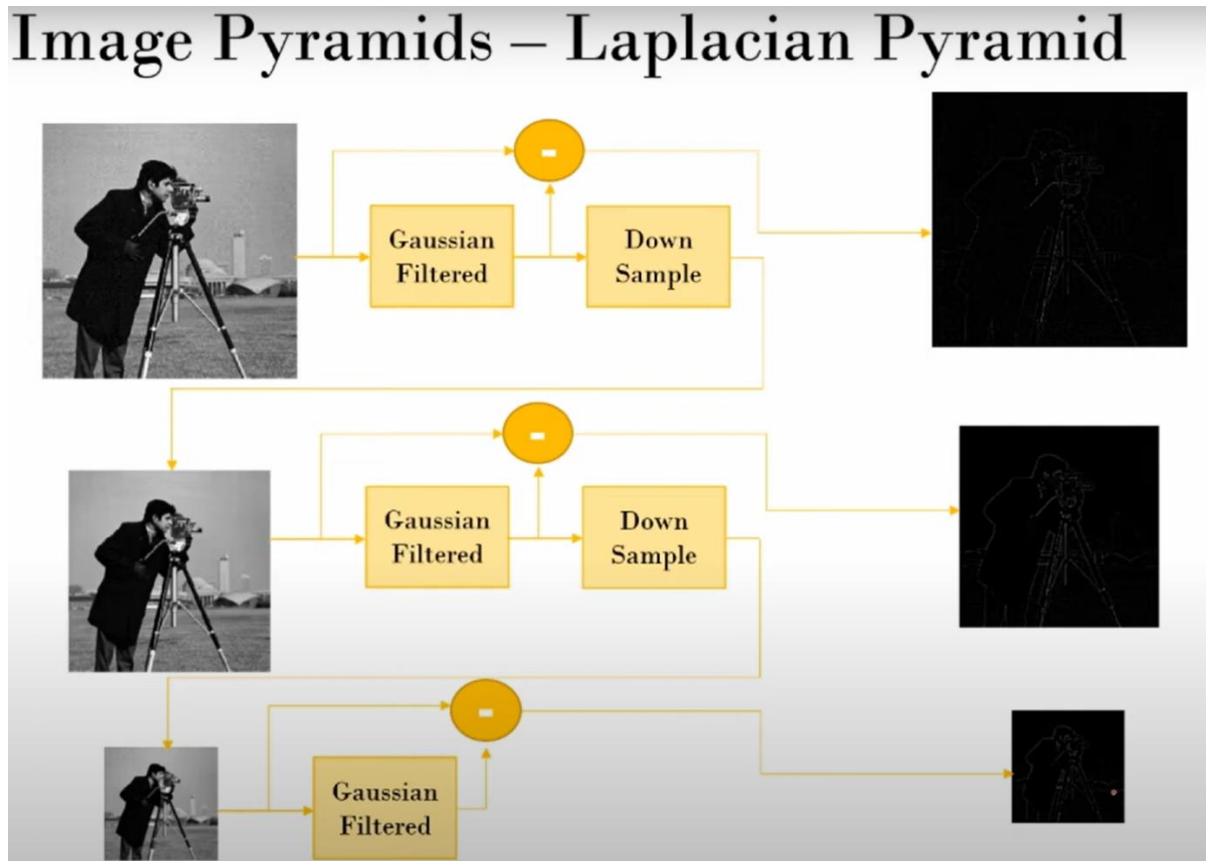 Image Pyramids – Laplacian Pyramid
-
Gaussian
Filtered
Down
Sample
-
Gaussian
Filtered
Down
Sample
-
Gaussian
Filtered